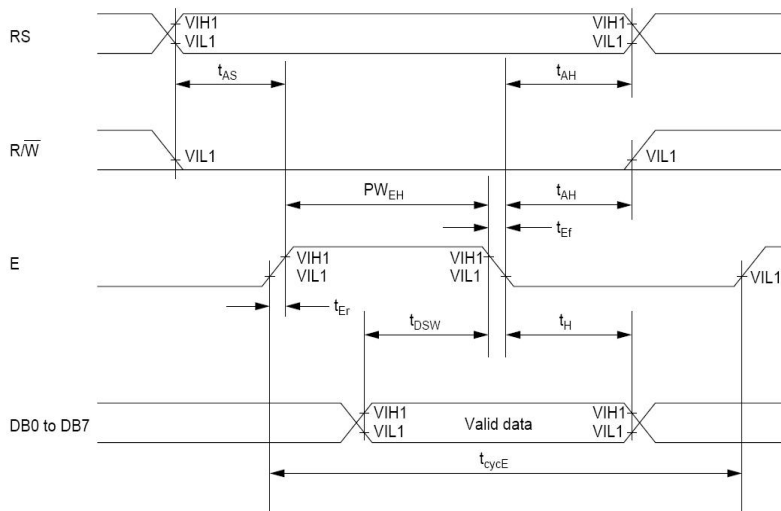 RS
VIH1
VIL1
VIH1
VIL1
tAS
tAH
R/W̅
VIL1
VIL1
PWEH
tAH
tEf
E
VIH1
VIL1
VIH1
VIL1
VIL1
tEr
tDSW
tH
DB0 to DB7
VIH1
VIL1
Valid data
VIH1
VIL1
tcycE